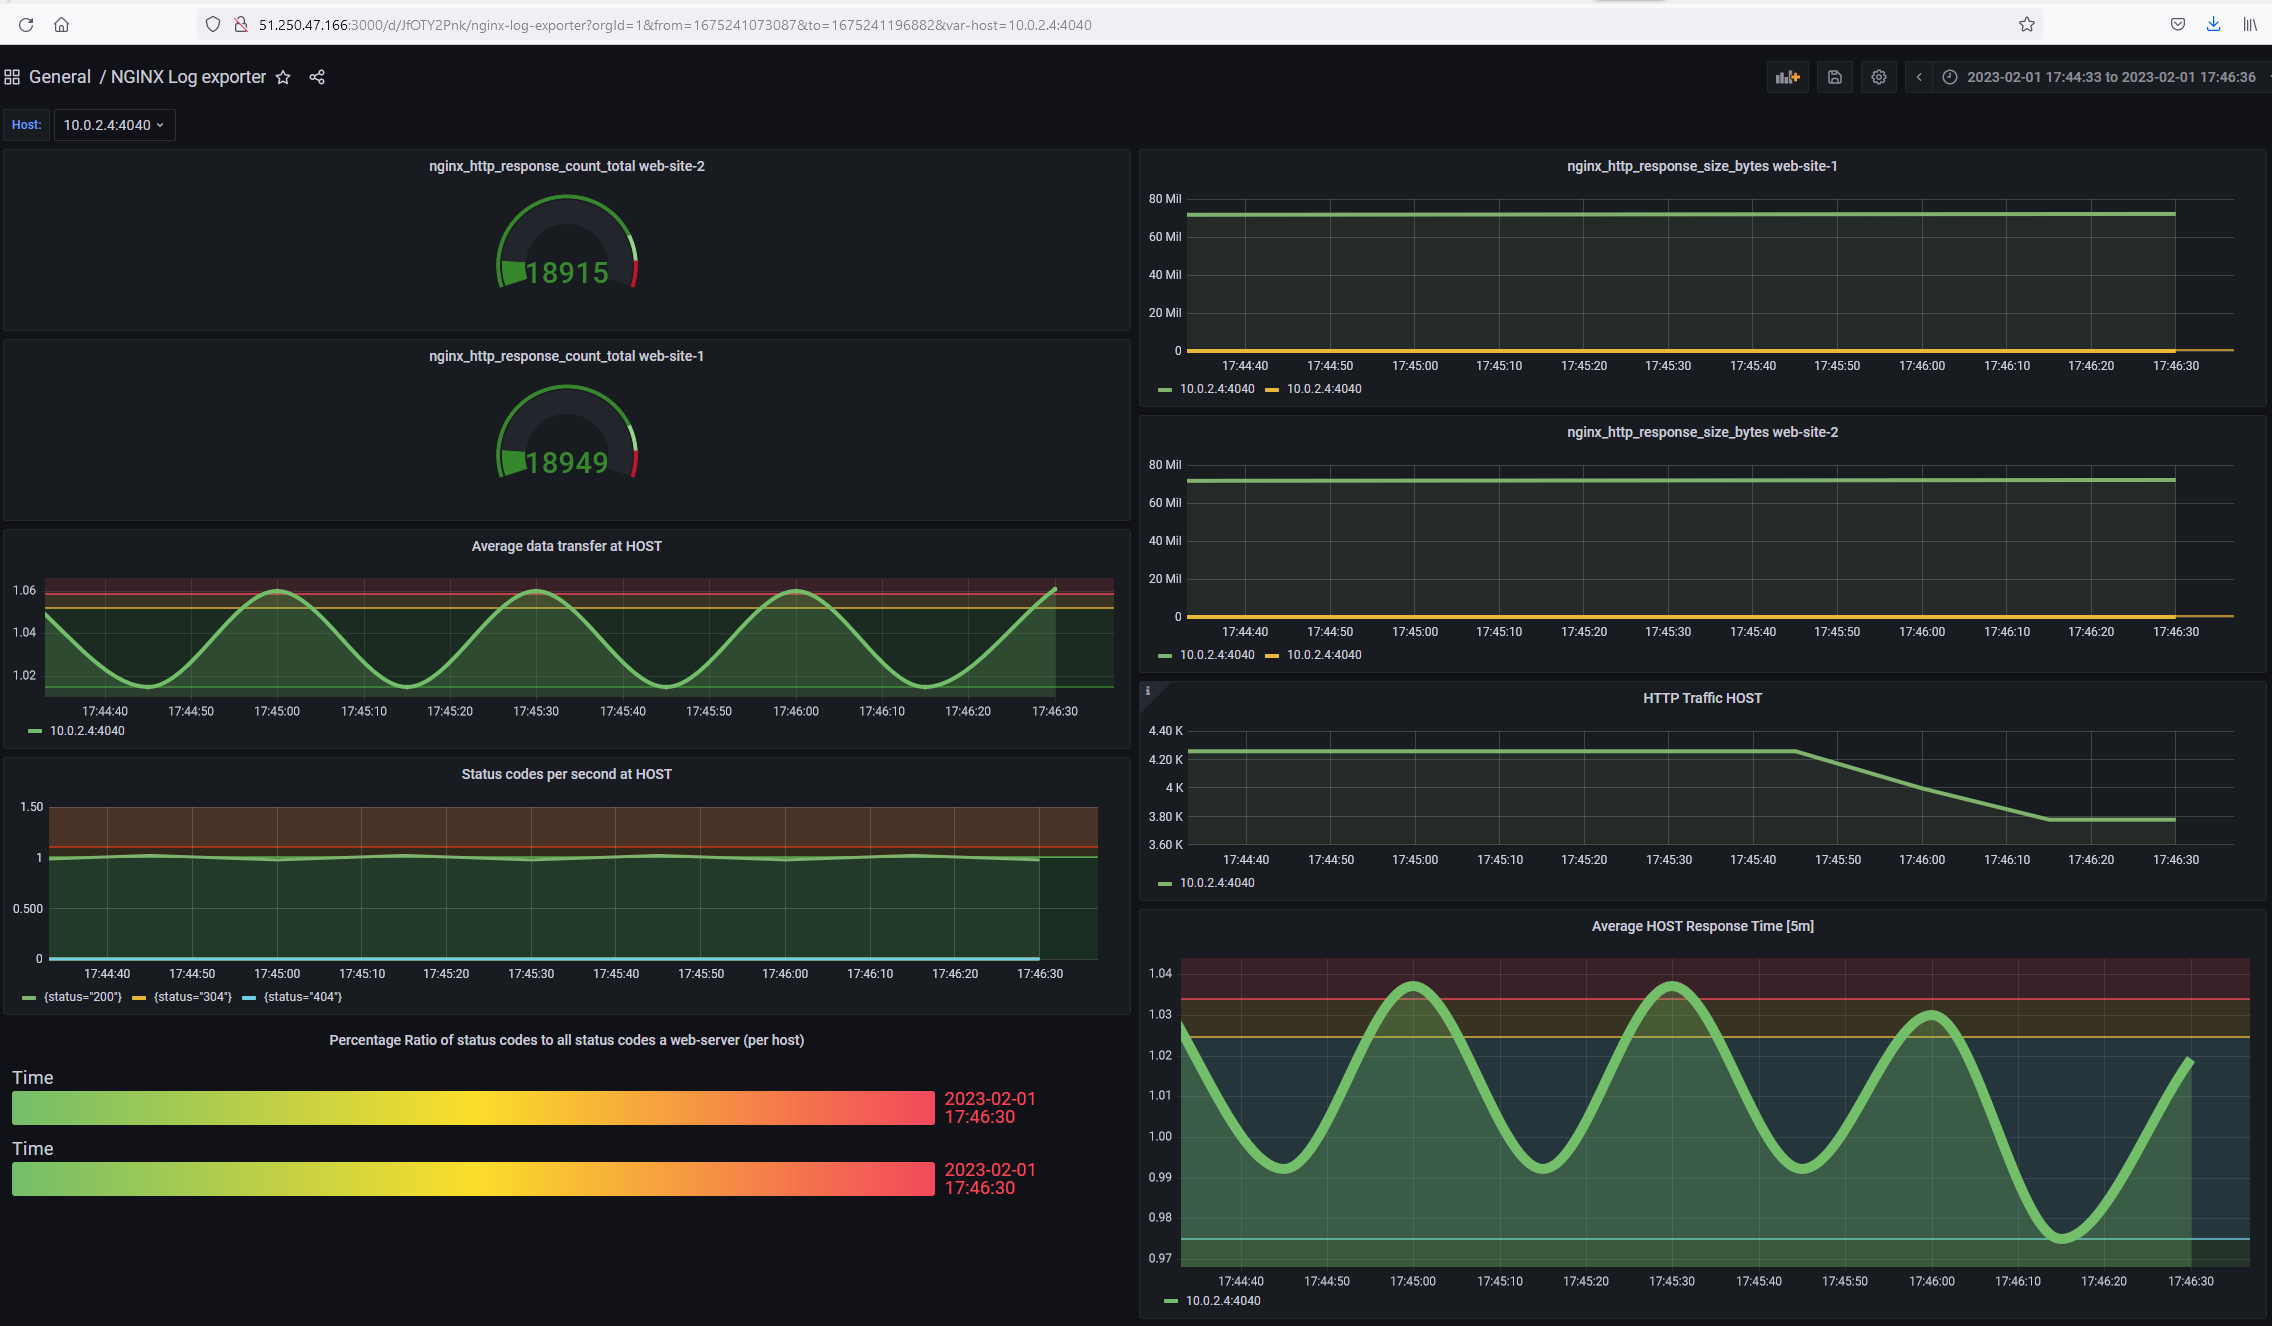 51.250.47.166:3000/d/JfOTY2Pnk/nginx-log-exporter?orgId=1&from=1675241073087&to=1675241196882&var-host=10.0.2.4:4040
General / NGINX Log exporter
2023-02-01 17:44:33 to 2023-02-01 17:46:36
Host: 10.0.2.4:4040
nginx_http_response_count_total web-site-2
18915
nginx_http_response_count_total web-site-1
18949
Average data transfer at HOST
1.06
1.04
1.02
17:44:40 17:44:50 17:45:00 17:45:10 17:45:20 17:45:30 17:45:40 17:45:50 17:46:00 17:46:10 17:46:20 17:46:30
10.0.2.4:4040
Status codes per second at HOST
1.50
1
0.500
0
17:44:40 17:44:50 17:45:00 17:45:10 17:45:20 17:45:30 17:45:40 17:45:50 17:46:00 17:46:10 17:46:20 17:46:30
{status="200"} {status="304"} {status="404"}
Percentage Ratio of status codes to all status codes a web-server (per host)
Time
2023-02-01
17:46:30
Time
2023-02-01
17:46:30
nginx_http_response_size_bytes web-site-1
80 Mil
60 Mil
40 Mil
20 Mil
0
17:44:40 17:44:50 17:45:00 17:45:10 17:45:20 17:45:30 17:45:40 17:45:50 17:46:00 17:46:10 17:46:20 17:46:30
10.0.2.4:4040 10.0.2.4:4040
nginx_http_response_size_bytes web-site-2
80 Mil
60 Mil
40 Mil
20 Mil
0
17:44:40 17:44:50 17:45:00 17:45:10 17:45:20 17:45:30 17:45:40 17:45:50 17:46:00 17:46:10 17:46:20 17:46:30
10.0.2.4:4040 10.0.2.4:4040
i
HTTP Traffic HOST
4.40 K
4.20 K
4 K
3.80 K
3.60 K
17:44:40 17:44:50 17:45:00 17:45:10 17:45:20 17:45:30 17:45:40 17:45:50 17:46:00 17:46:10 17:46:20 17:46:30
10.0.2.4:4040
Average HOST Response Time [5m]
1.04
1.03
1.02
1.01
1.00
0.99
0.98
0.97
17:44:40 17:44:50 17:45:00 17:45:10 17:45:20 17:45:30 17:45:40 17:45:50 17:46:00 17:46:10 17:46:20 17:46:30
10.0.2.4:4040